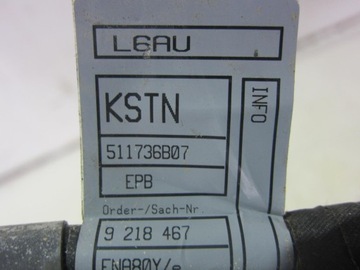 L6AU
KSTN
INFO
511736B07
EPB
Order-/Sach-Nr.
9 218 467